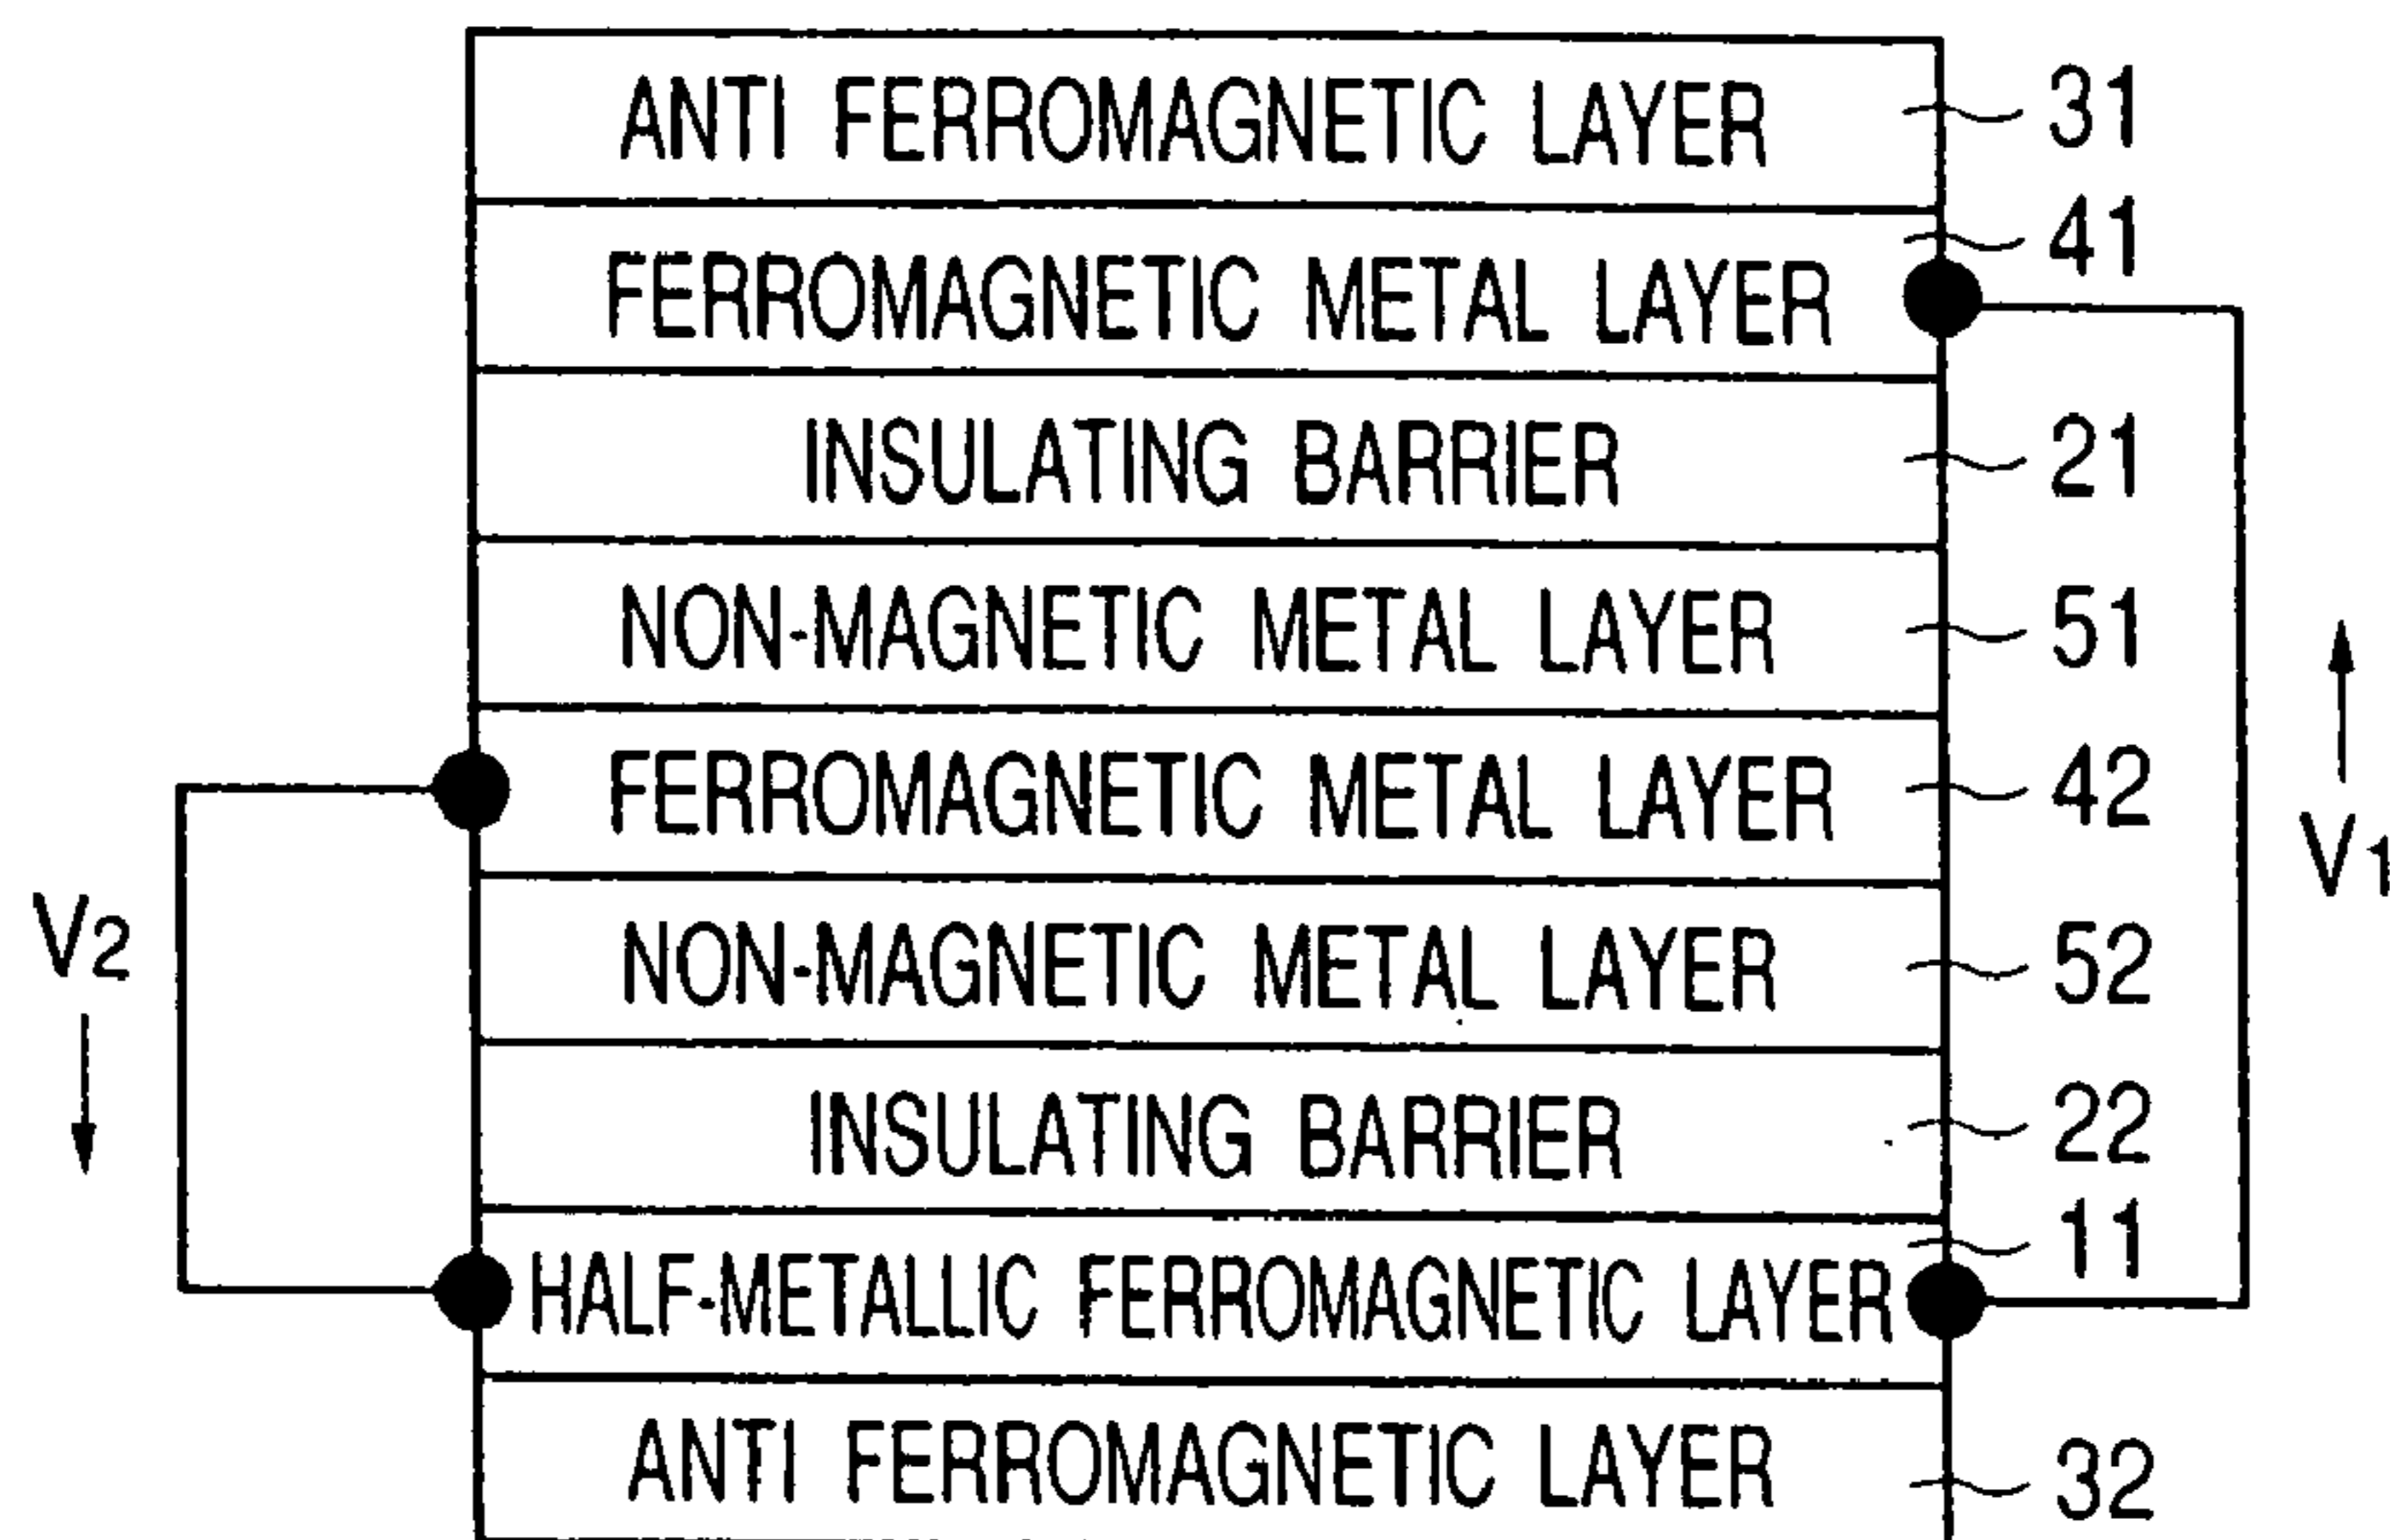 ANTI FERROMAGNETIC LAYER 31
41
FERROMAGNETIC METAL LAYER
INSULATING BARRIER 21
NON-MAGNETIC METAL LAYER 51
FERROMAGNETIC METAL LAYER 42
V1
V2
NON-MAGNETIC METAL LAYER 52
INSULATING BARRIER 22
11
HALF-METALLIC FERROMAGNETIC LAYER
ANTI FERROMAGNETIC LAYER 32